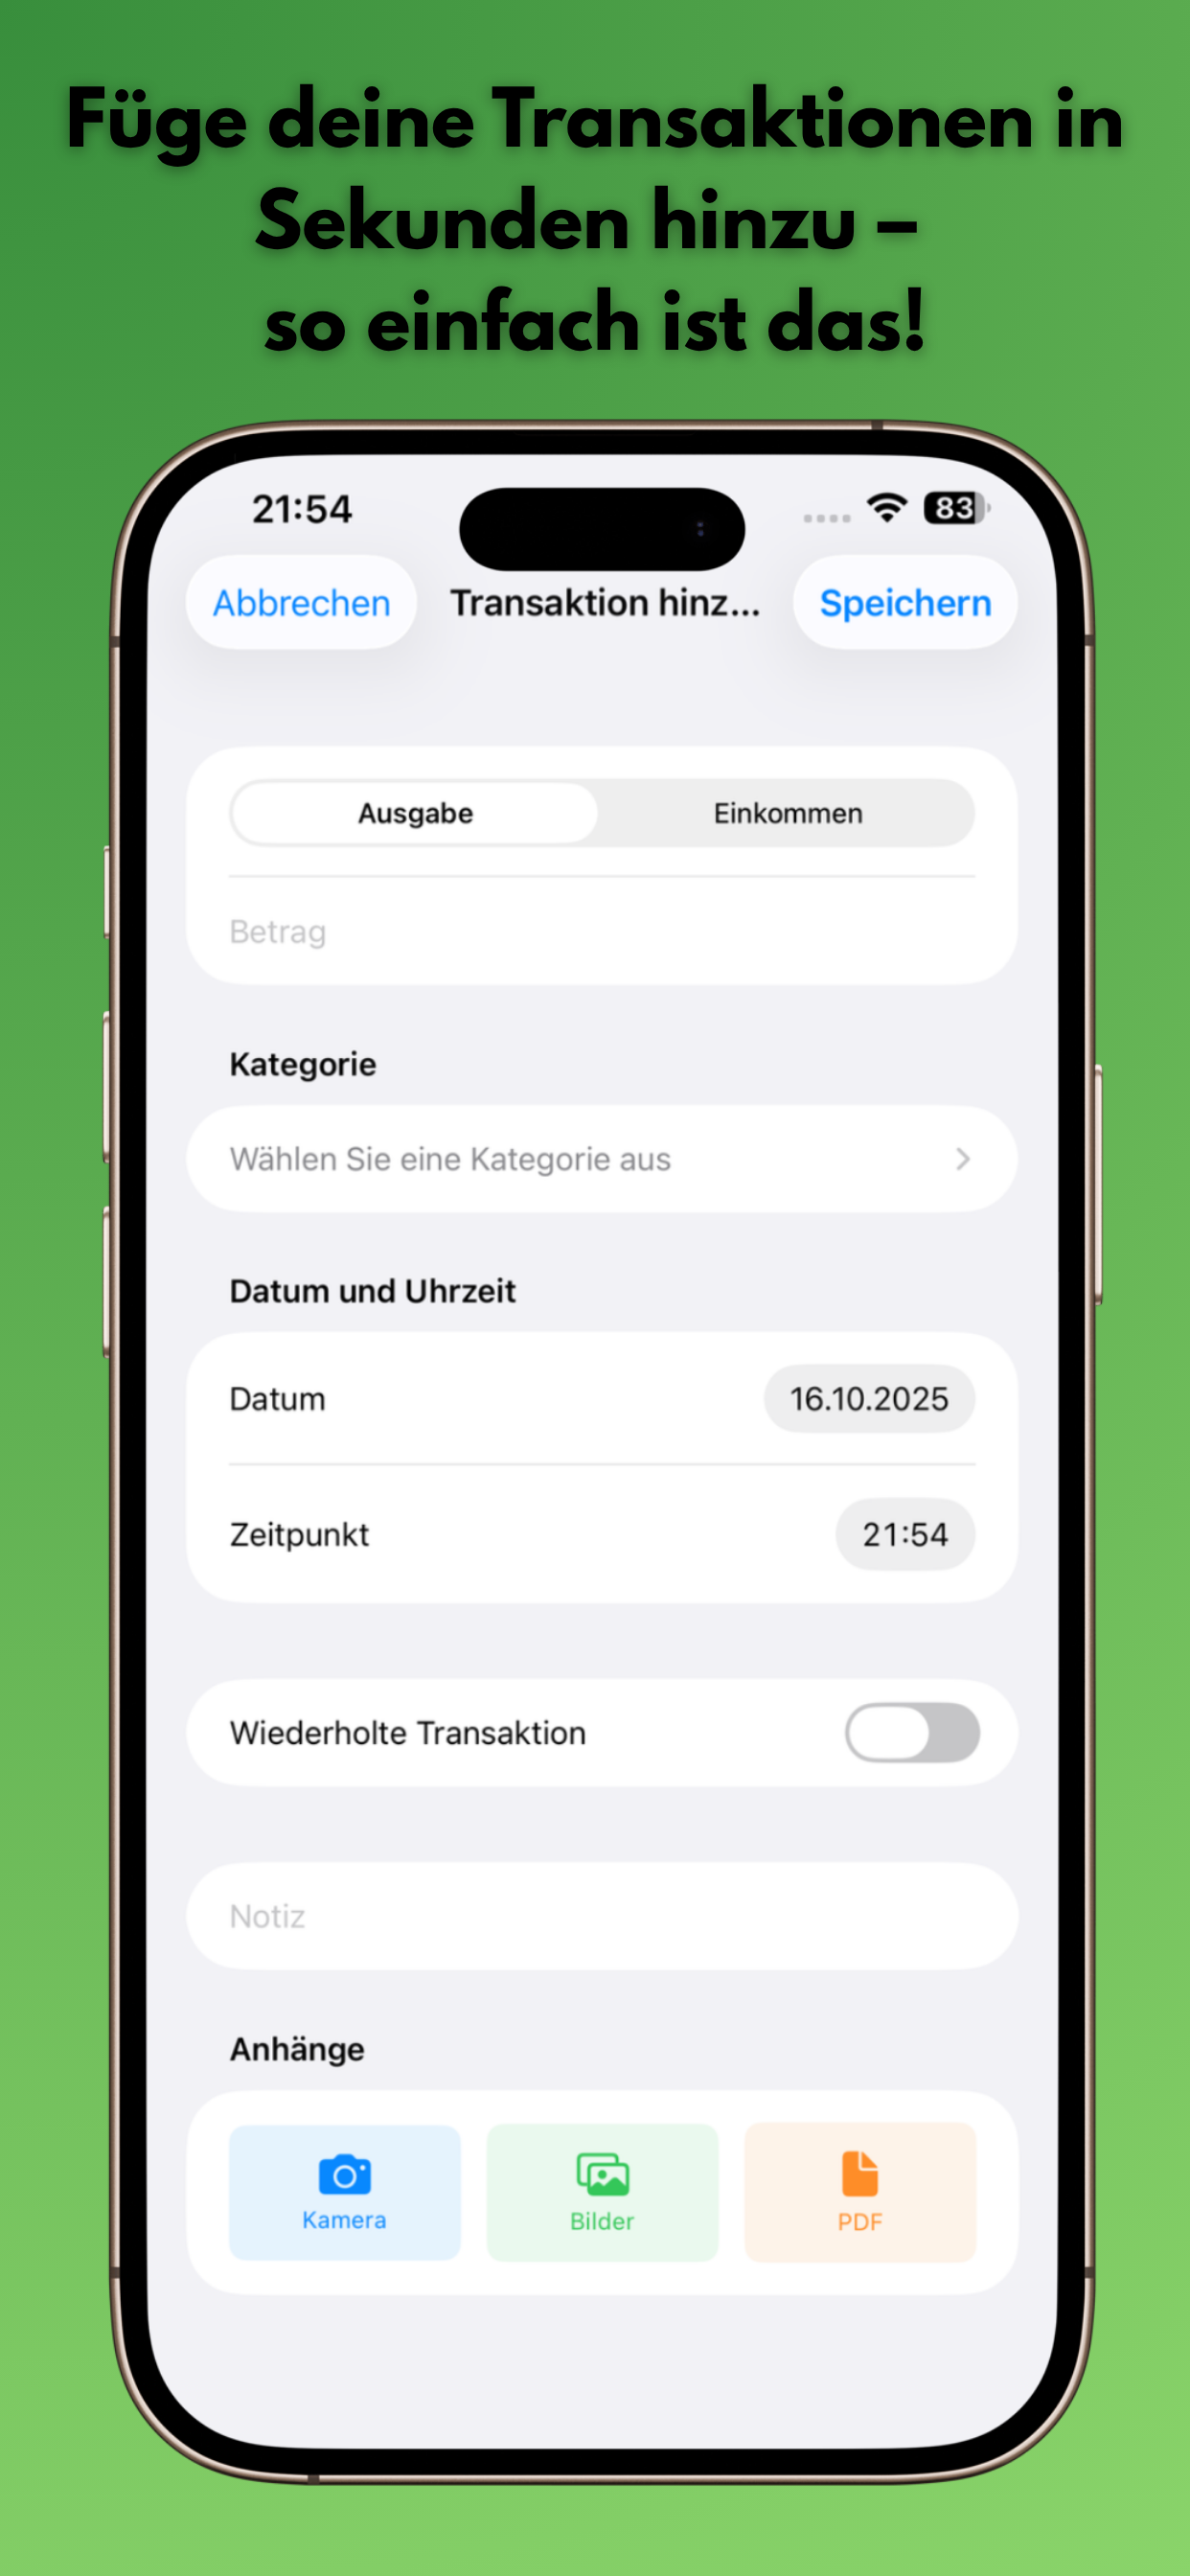 Füge deine Transaktionen in
Sekunden hinzu –
so einfach ist das!
21:54
83
Abbrechen
Transaktion hinz...
Speichern
Ausgabe
Einkommen
Betrag
Kategorie
Wählen Sie eine Kategorie aus
Datum und Uhrzeit
Datum
16.10.2025
Zeitpunkt
21:54
Wiederholte Transaktion
Notiz
Anhänge
Kamera
Bilder
PDF